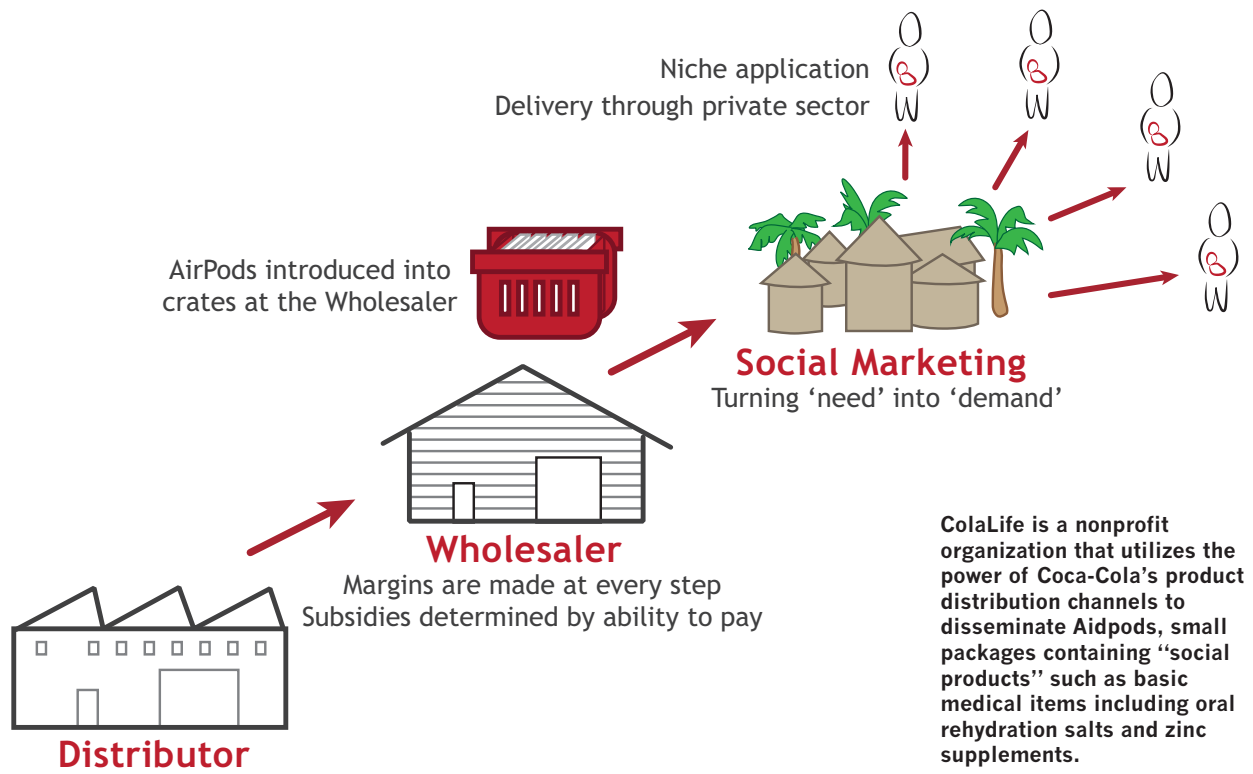 Niche application
Delivery through private sector
AirPods introduced into
crates at the Wholesaler
Social Marketing
Turning ‘need’ into ‘demand’
Wholesaler
Margins are made at every step
Subsidies determined by ability to pay
Distributor
ColaLife is a nonprofit
organization that utilizes the
power of Coca-Cola’s product
distribution channels to
disseminate Aidpods, small
packages containing ‘‘social
products’’ such as basic
medical items including oral
rehydration salts and zinc
supplements.